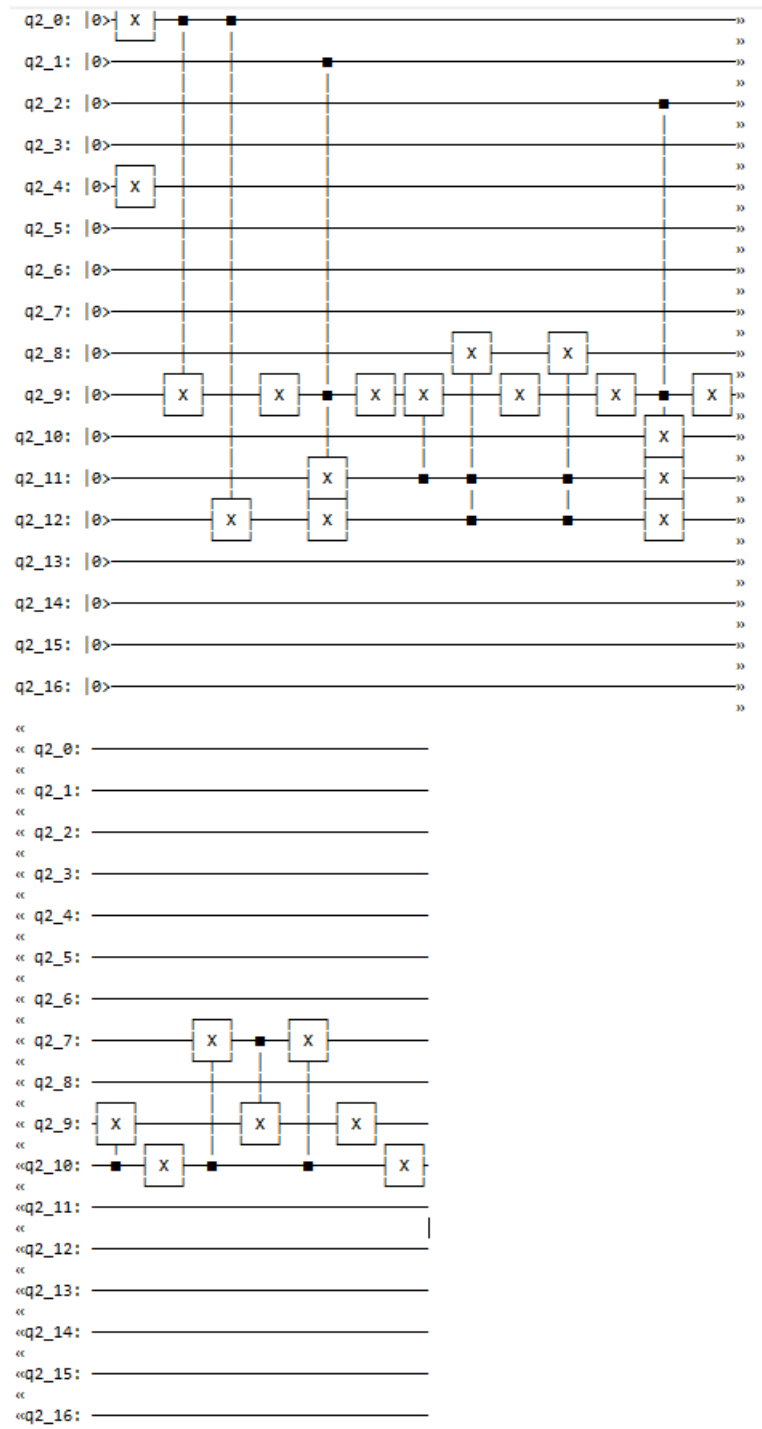 q2_0: |0> X »
»
q2_1: |0> »
»
q2_2: |0> »
»
q2_3: |0> »
»
q2_4: |0> X »
»
q2_5: |0> »
»
q2_6: |0> »
»
q2_7: |0> »
»
q2_8: |0> X X »
»
q2_9: |0> X X X X X X X »
»
q2_10: |0> X »
»
q2_11: |0> X X »
»
q2_12: |0> X X X »
»
q2_13: |0> »
»
q2_14: |0> »
»
q2_15: |0> »
»
q2_16: |0> »
»
«
« q2_0:
«
« q2_1:
«
« q2_2:
«
« q2_3:
«
« q2_4:
«
« q2_5:
«
« q2_6:
«
« q2_7: X X
«
« q2_8:
«
« q2_9: X X X
«
«q2_10: X X
«
«q2_11:
«
«q2_12:
«
«q2_13:
«
«q2_14:
«
«q2_15:
«
«q2_16: